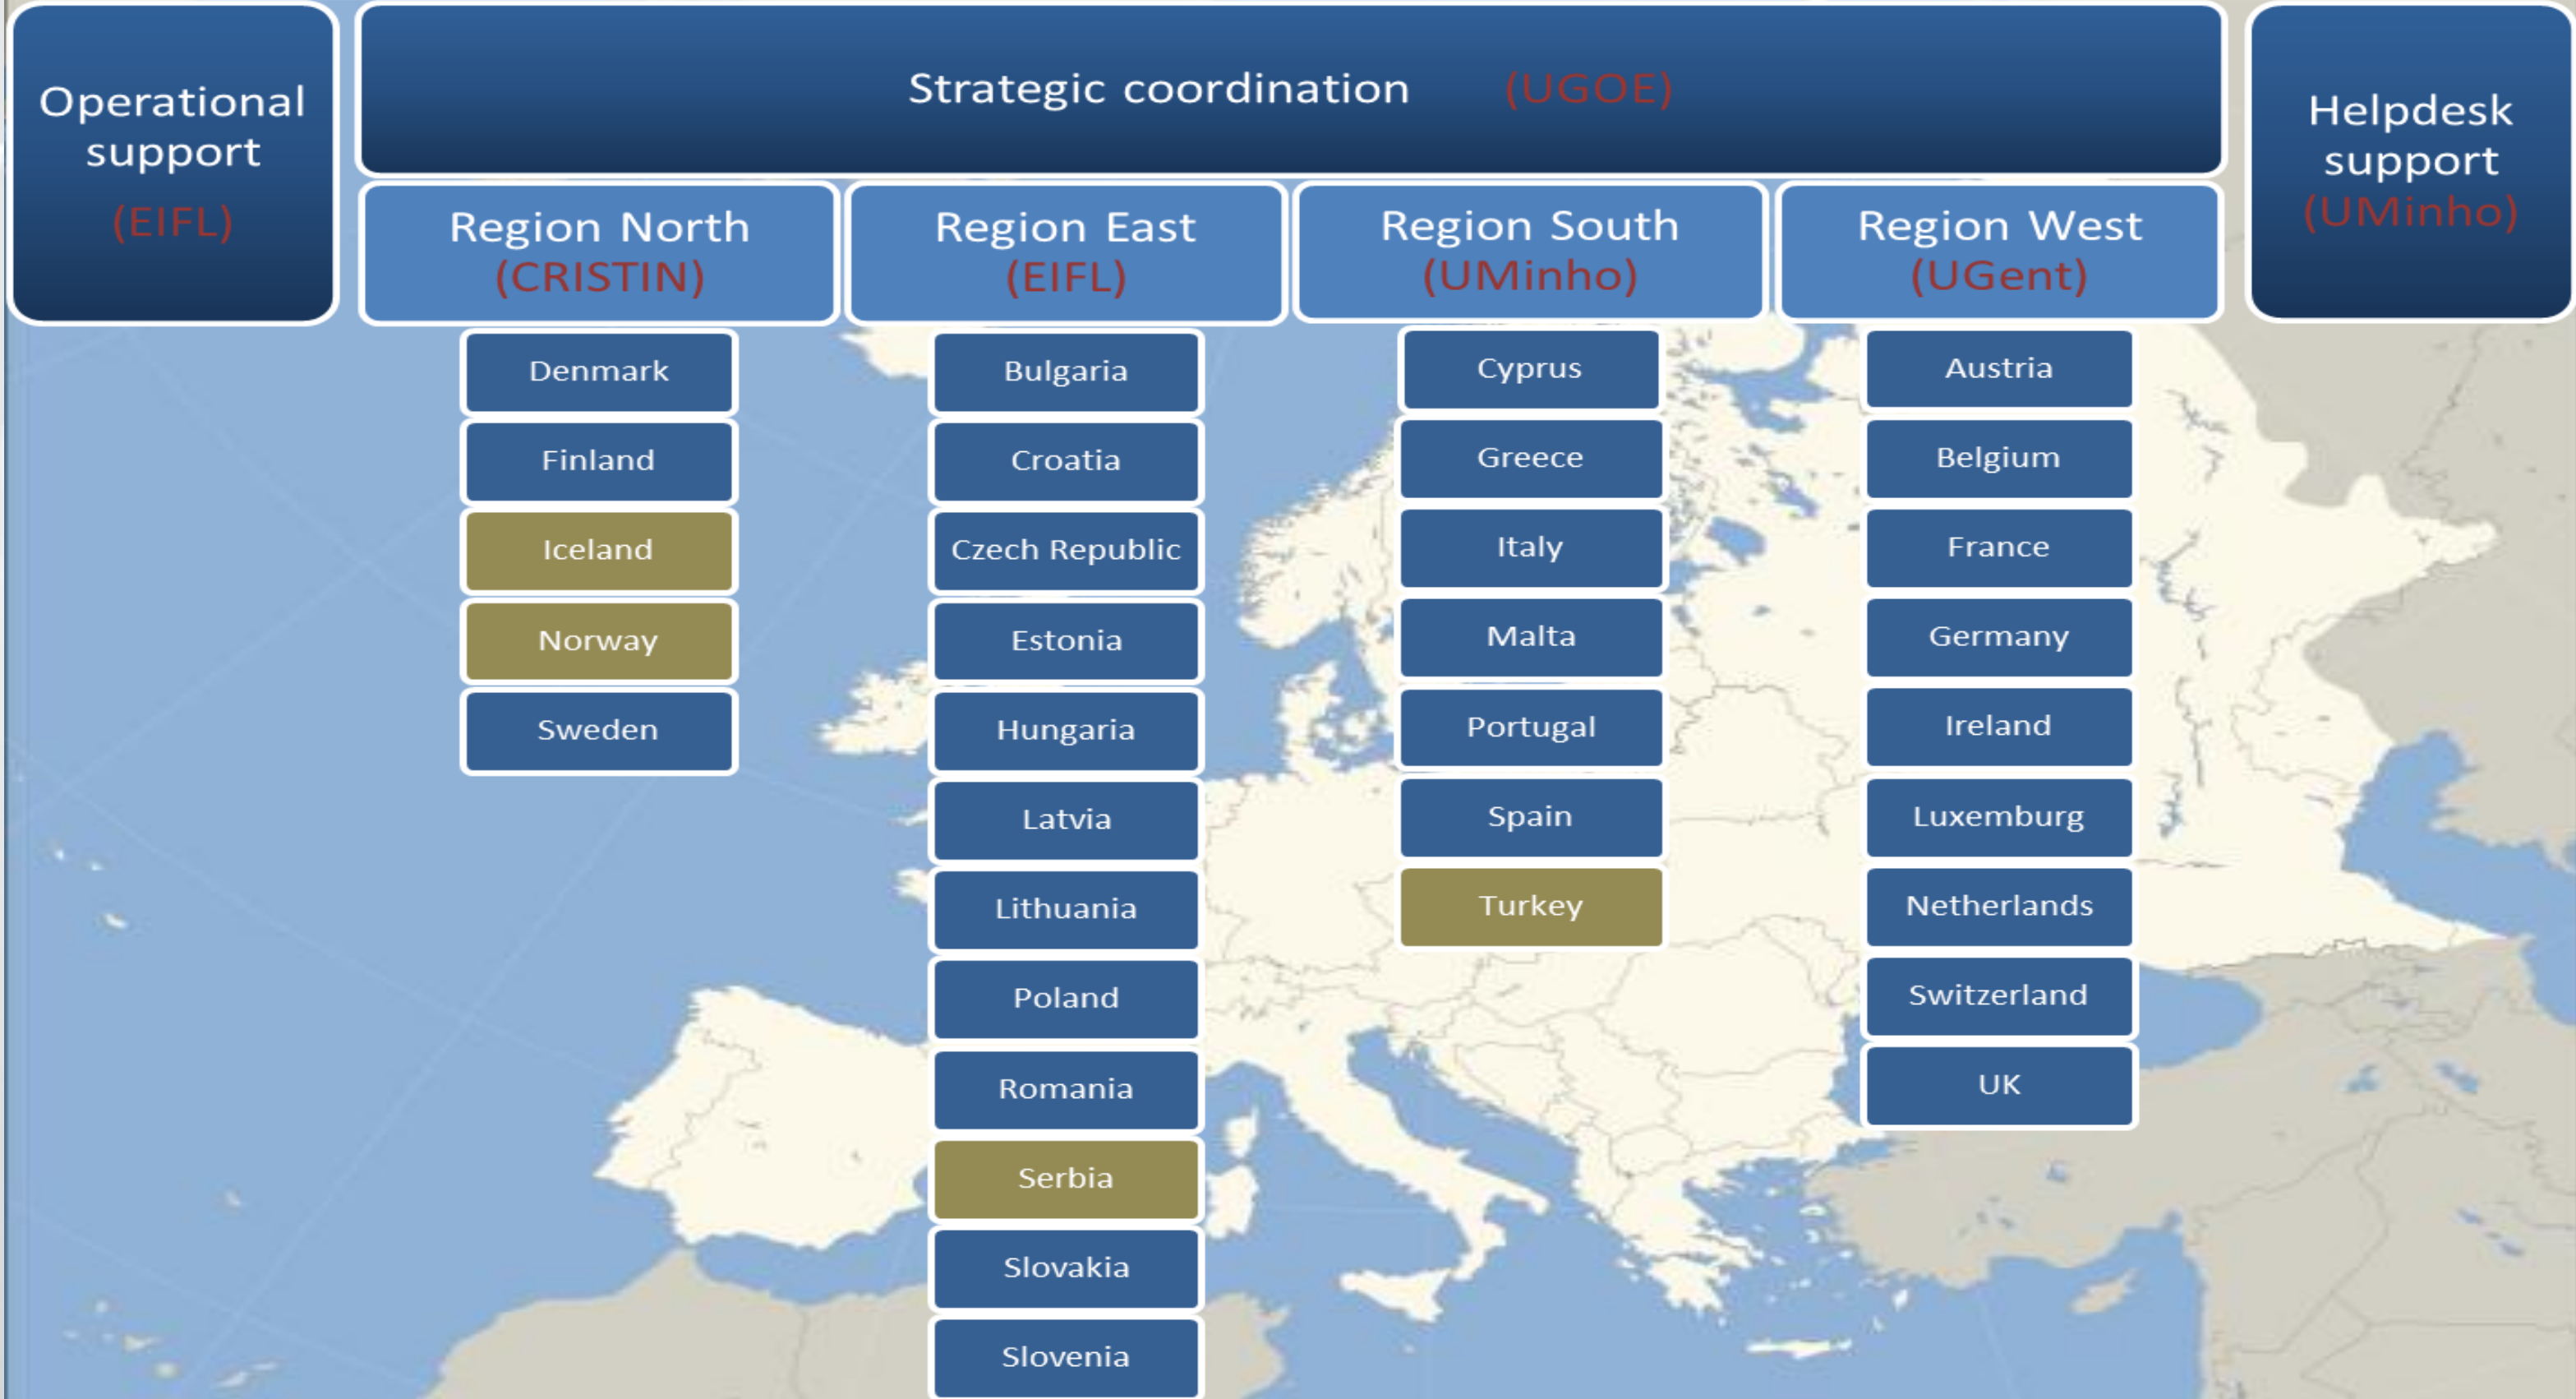 Operational
support
(EIFL)
Strategic coordination (UGOE)
Helpdesk
support
(UMinho)
Region North
(CRISTIN)
Region East
(EIFL)
Region South
(UMinho)
Region West
(UGent)
Denmark
Finland
Iceland
Norway
Sweden
Bulgaria
Croatia
Czech Republic
Estonia
Hungaria
Latvia
Lithuania
Poland
Romania
Serbia
Slovakia
Slovenia
Cyprus
Greece
Italy
Malta
Portugal
Spain
Turkey
Austria
Belgium
France
Germany
Ireland
Luxemburg
Netherlands
Switzerland
UK